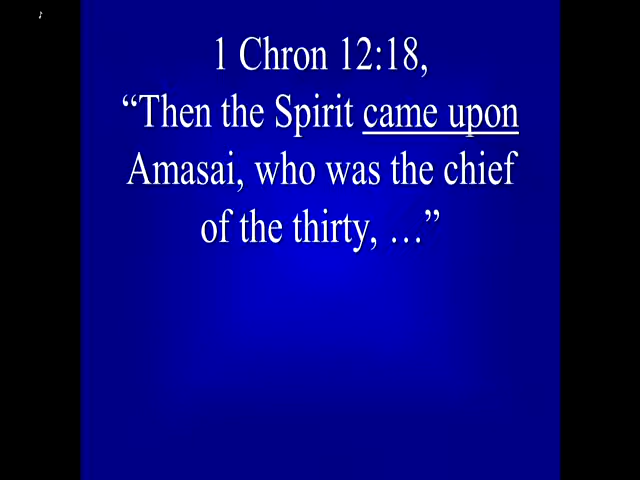 1 Chron 12:18,
“Then the Spirit came upon
Amasai, who was the chief
of the thirty, …”